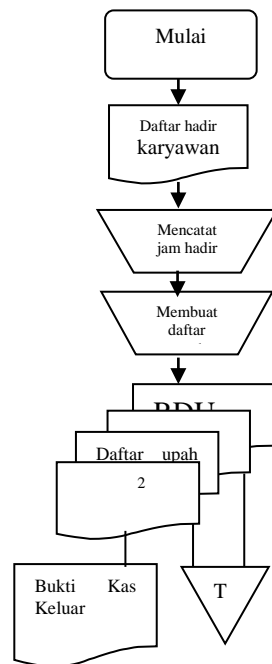 Mulai
Daftar hadir
karyawan
Mencatat
jam hadir
Membuat
daftar
Daftar upah
2
Bukti Kas
Keluar
T